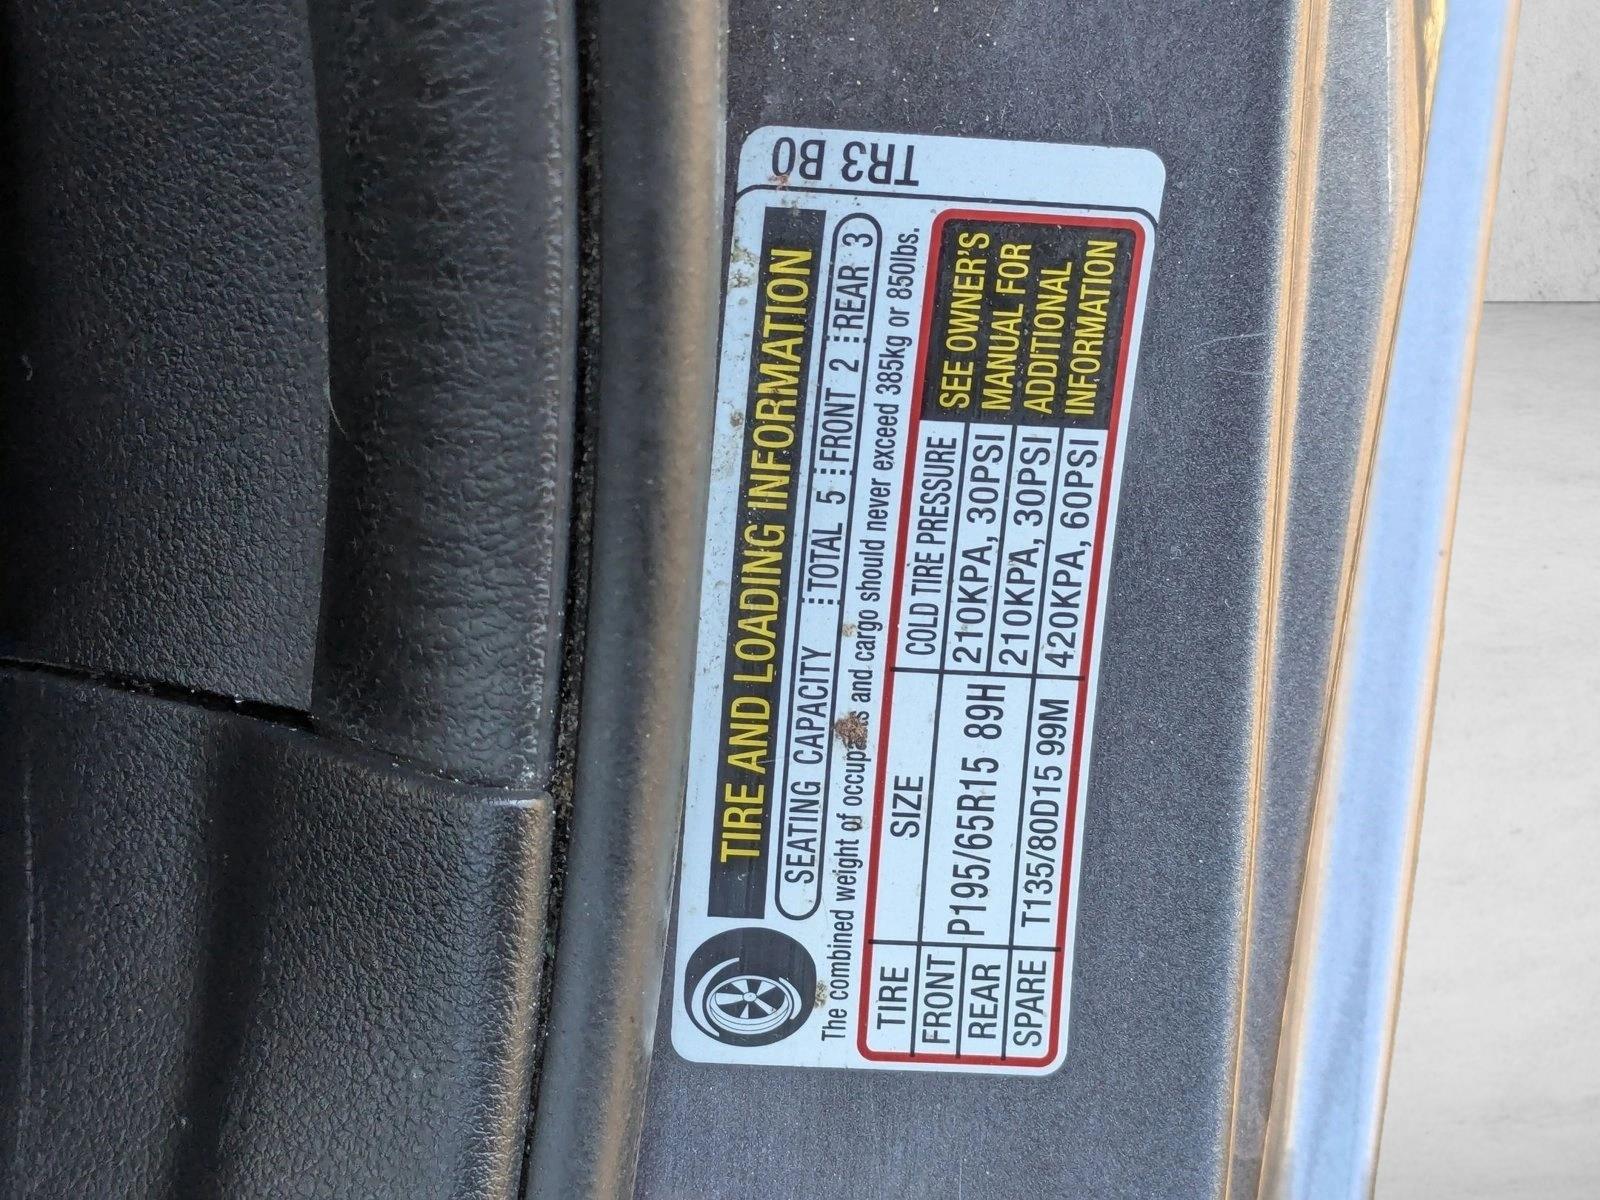 TIRE AND LOADING INFORMATION
SEATING CAPACITY TOTAL 5 FRONT 2 REAR 3
The combined weight of occupants and cargo should never exceed 385kg or 850lbs.
TIRE SIZE COLD TIRE PRESSURE
FRONT P195/65R15 89H 210KPA, 30PSI
REAR 210KPA, 30PSI
SPARE T135/80D15 99M 420KPA, 60PSI
SEE OWNER'S
MANUAL FOR
ADDITIONAL
INFORMATION
TR3 B0